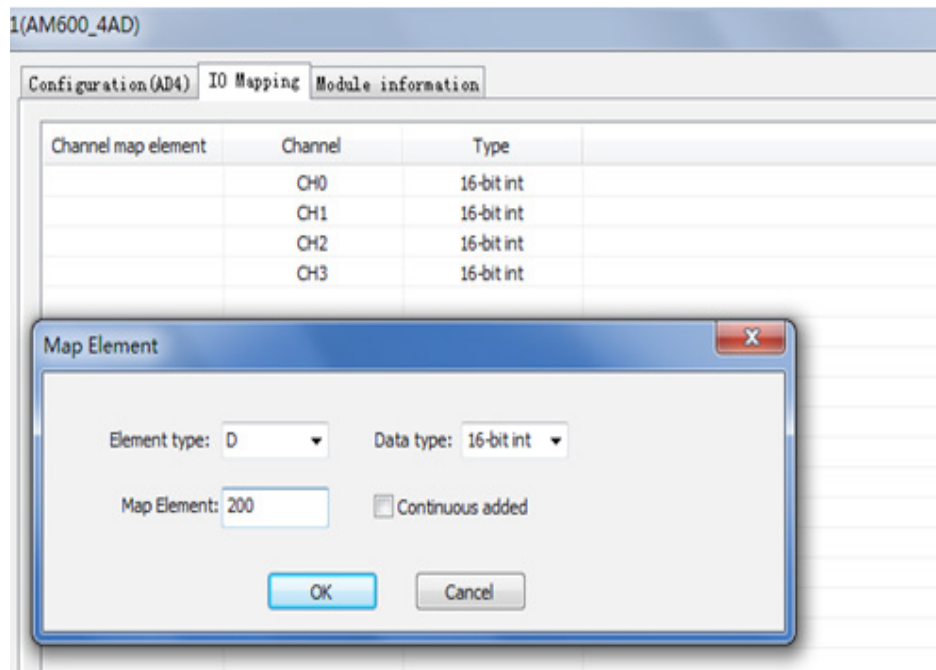 1(AM600_4AD)
Configuration(AD4) IO Mapping Module information
Channel map element Channel Type
CH0 16-bit int
CH1 16-bit int
CH2 16-bit int
CH3 16-bit int
Map Element
Element type: D Data type: 16-bit int
Map Element: 200 Continuous added
OK Cancel